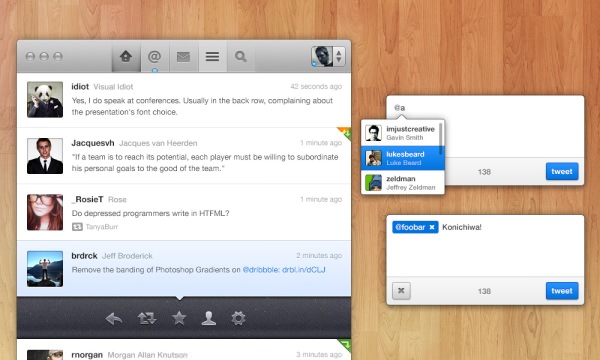 idiot Visual Idiot 42 seconds ago
Yes, I do speak at conferences. Usually in the back row, complaining about
the presentation's font choice.
Jacquesvh Jacques van Heerden 1 minute ago
"If a team is to reach its potential, each player must be willing to subordinate
his personal goals to the good of the team."
_RosieT Rose 1 minute ago
Do depressed programmers write in HTFML?
TanyaBurr
brdrck Jeff Broderick 2 minutes ago
Remove the banding of Photoshop Gradients on @dribbble: drbl.in/dCLJ
rnorgan Morgan Allan Knutson 2 minutes ago
@a
imjustcreative
Gavin Smith
lukesbeard
Luke Beard
zeldman
Jeffrey Zeldman
138 tweet
@foobar Konichiwa!
138 tweet